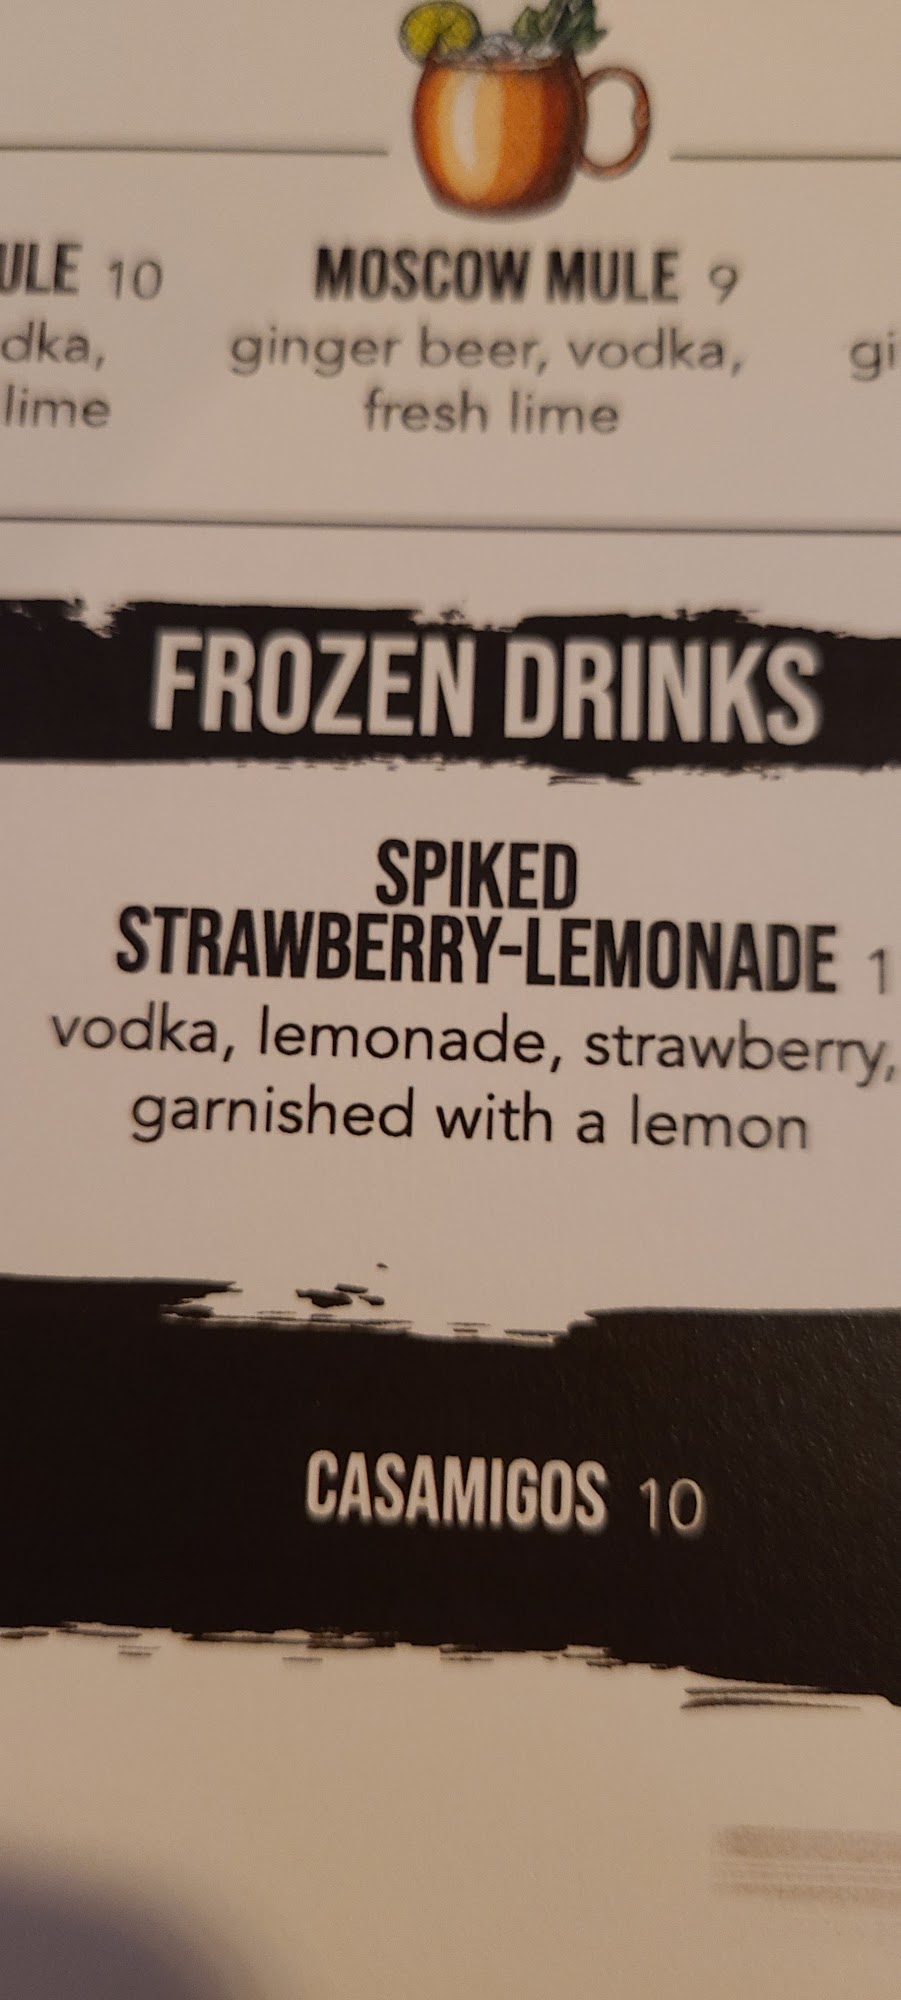 ULE 10
dka,
lime
MOSCOW MULE 9
ginger beer, vodka,
fresh lime
gi
FROZEN DRINKS
SPIKED
STRAWBERRY-LEMONADE 1
vodka, lemonade, strawberry,
garnished with a lemon
CASAMIGOS 10